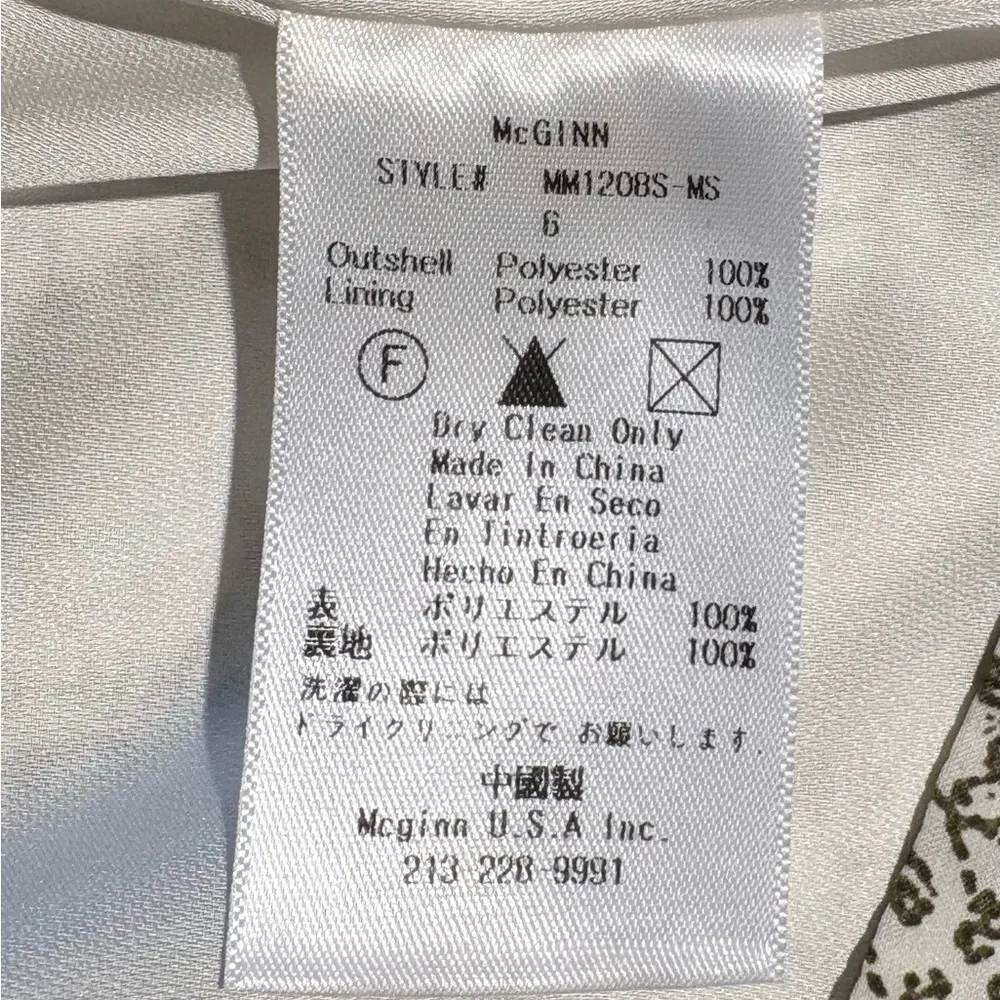 McGINN
STYLE# MM1208S-MS
6
Outshell Polyester 100%
Lining Polyester 100%
F
Dry Clean Only
Made In China
Lavar En Seco
En Tintroeria
Hecho En China
表 ポリエステル 100%
裏地 ポリエステル 100%
洗濯の際には
ドライクリーニングで お願いします.
中國製
Mcginn U.S.A Inc.
213-228-9991